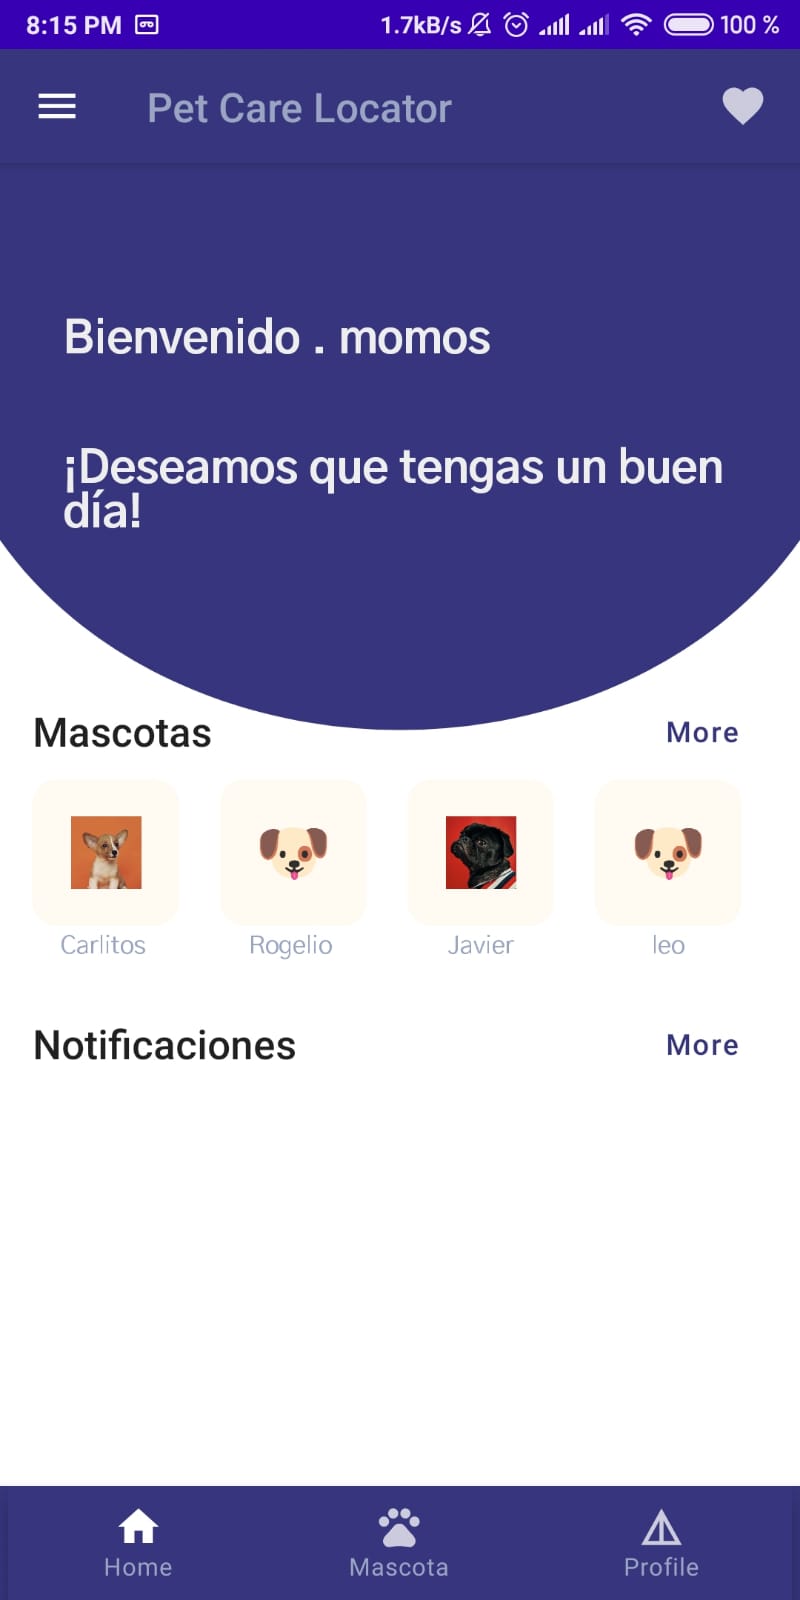 8:15 PM 1.7kB/s 100 %
Pet Care Locator
Bienvenido . momos
¡Deseamos que tengas un buen
día!
Mascotas More
Carlitos Rogelio Javier leo
Notificaciones More
Home Mascota Profile